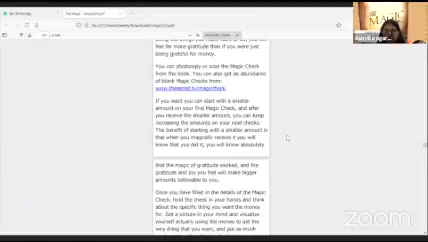 The Magic
feel far more gratitude than if you were just
being grateful for money.
You can photocopy or scan the Magic Check
from the book. You can also get an abundance
of blank Magic Checks from:
www.thesecret.tv/magiccheck.
If you want you can start with a smaller
amount on your first Magic Check, and after
you receive the smaller amount, you can keep
increasing the amounts on your next checks.
The benefit of starting with a smaller amount is
that when you magically receive it you will
know that you did it, you will know absolutely
that the magic of gratitude worked, and the
gratitude and joy you feel will make bigger
amounts believable to you.
Once you have filled in the details of the Magic
Check, hold the check in your hands and think
about the specific thing you want the money
for. Get a picture in your mind and visualize
yourself actually using the money to get the
very thing that you want, and put as much
MAGIC
zoom